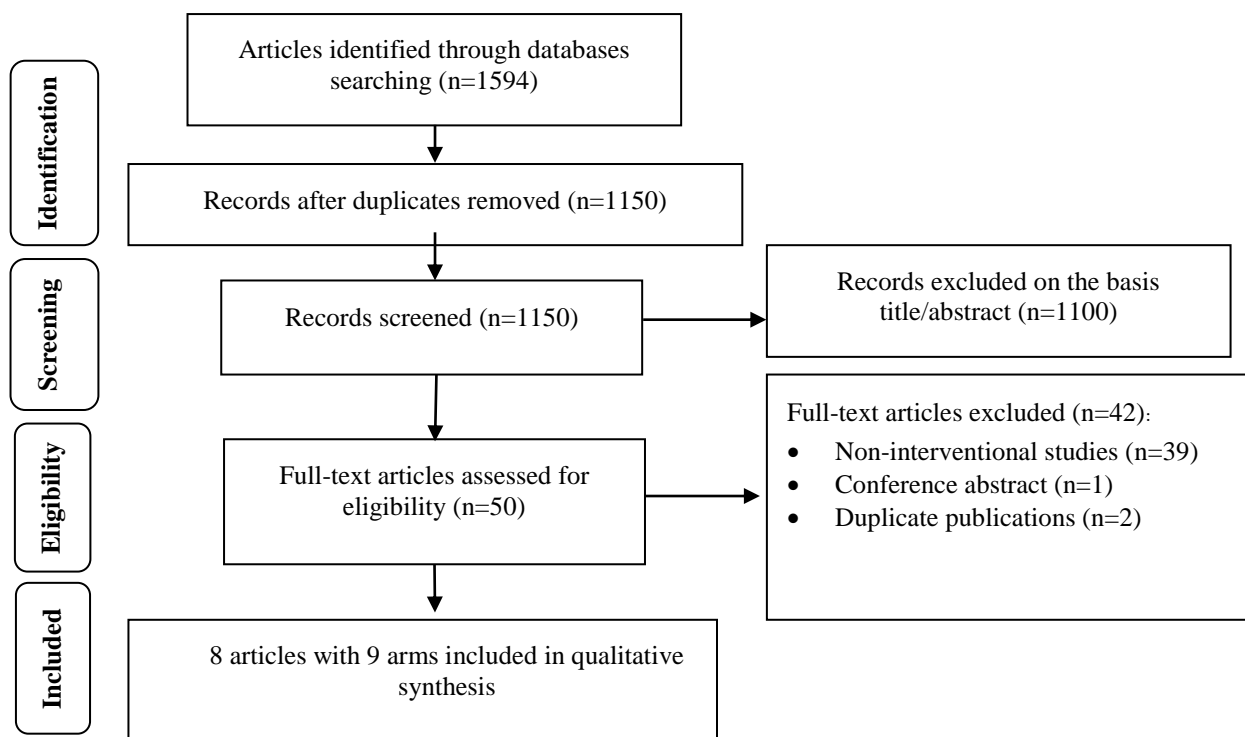 Articles identified through databases
searching (n=1594)
Identification
Records after duplicates removed (n=1150)
Screening
Records screened (n=1150)
Records excluded on the basis
title/abstract (n=1100)
Eligibility
Full-text articles assessed for
eligibility (n=50)
Full-text articles excluded (n=42):
• Non-interventional studies (n=39)
• Conference abstract (n=1)
• Duplicate publications (n=2)
Included
8 articles with 9 arms included in qualitative
synthesis